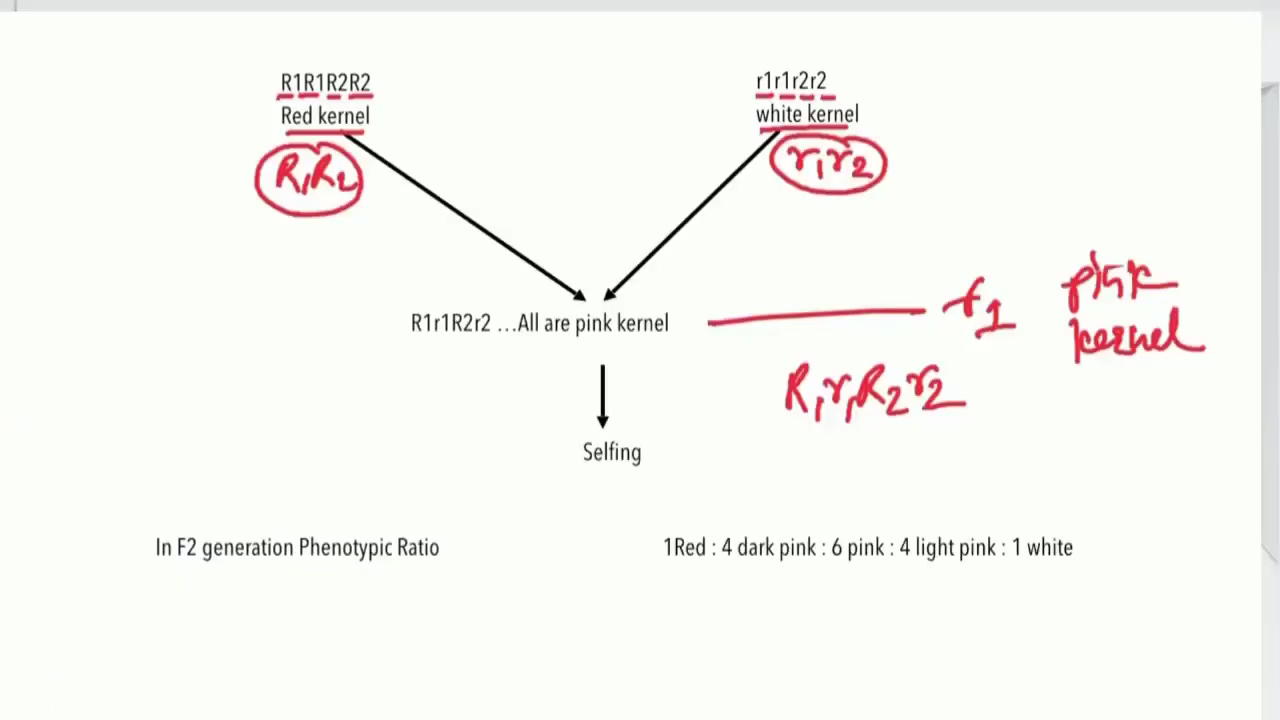 R1R1R2R2
Red kernel
R1R2
r1r1r2r2
white kernel
r1r2
R1r1R2r2 ...All are pink kernel
f1
pink
kernel
R1r1R2r2
Selfing
In F2 generation Phenotypic Ratio
1Red : 4 dark pink : 6 pink : 4 light pink : 1 white